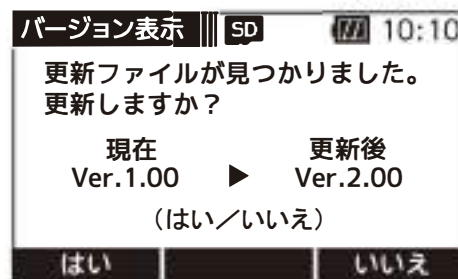 バージョン表示 SD 10:10
更新ファイルが見つかりました。
更新しますか？
現在 更新後
Ver.1.00 ▶ Ver.2.00
（はい／いいえ）
はい いいえ